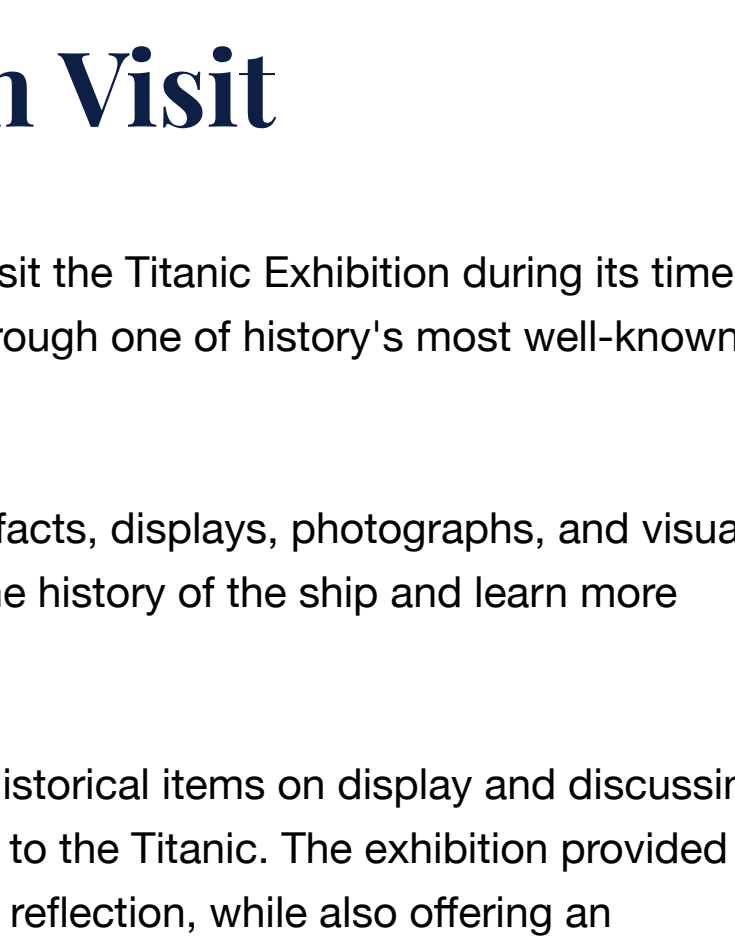 n Visit
sit the Titanic Exhibition during its time
rough one of history's most well-known
facts, displays, photographs, and visua
e history of the ship and learn more
istorical items on display and discussin
to the Titanic. The exhibition provided
reflection, while also offering an